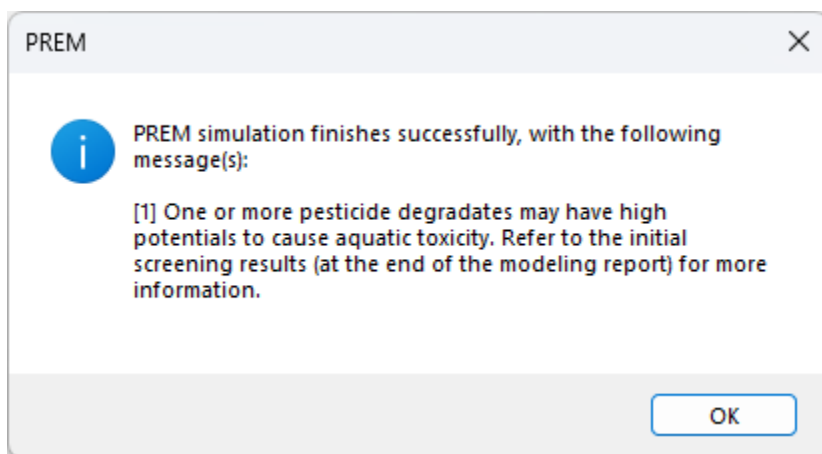 PREM
PREM simulation finishes successfully, with the following
message(s):
[1] One or more pesticide degradates may have high
potentials to cause aquatic toxicity. Refer to the initial
screening results (at the end of the modeling report) for more
information.
OK